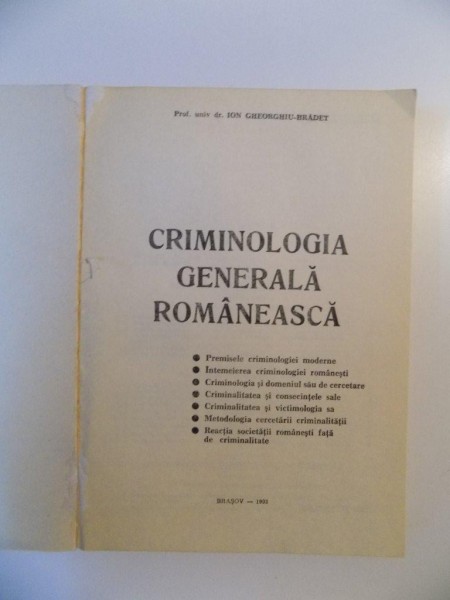 Prof. univ dr. ION GHEORGHIU-BRĂDET
CRIMINOLOGIA
GENERALĂ
ROMÂNEASCĂ
● Premisele criminologiei moderne
● Întemeierea criminologiei românești
● Criminologia și domeniul său de cercetare
● Criminalitatea și consecințele sale
● Criminalitatea și victimologia sa
● Metodologia cercetării criminalității
● Reacția societății românești față
de criminalitate
BRAȘOV —